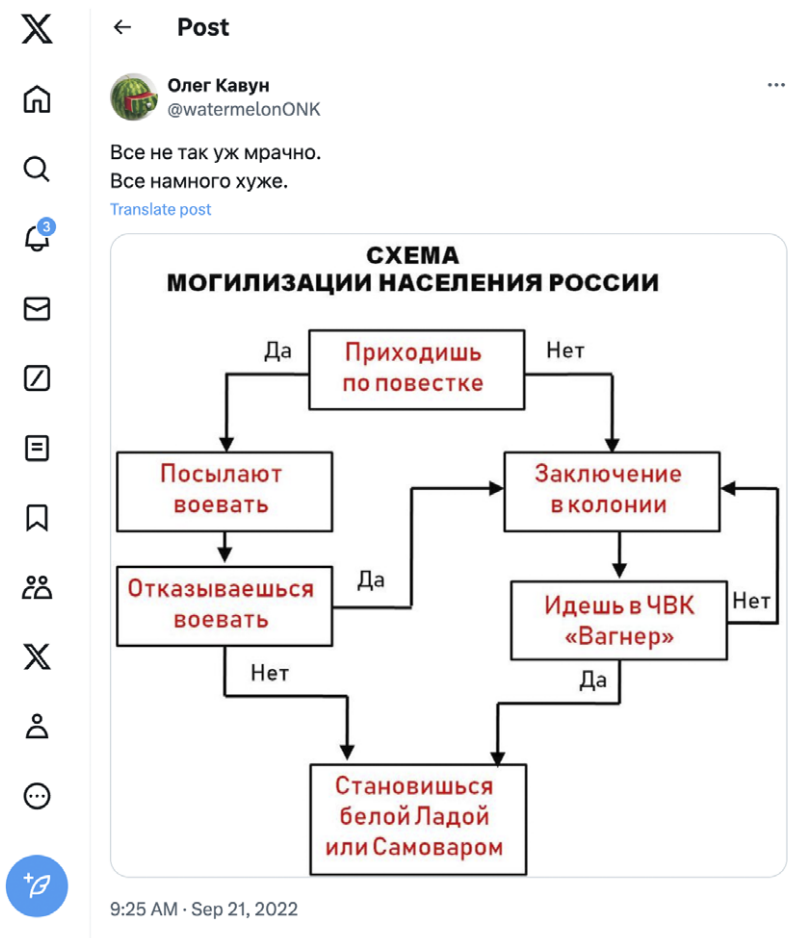 Post
Олег Кавун
@watermelonONK
3
Все не так уж мрачно.
Все намного хуже.
Translate post
СХЕМА
МОГИЛИЗАЦИИ НАСЕЛЕНИЯ РОССИИ
Да
Приходишь
по повестке
Нет
Посылают
воевать
Заключение
в колонии
Отказываешься
воевать
Да
Идешь в ЧВК
«Вагнер»
Нет
Нет
Да
Становишься
белой Ладой
или Самоваром
9:25 AM · Sep 21, 2022